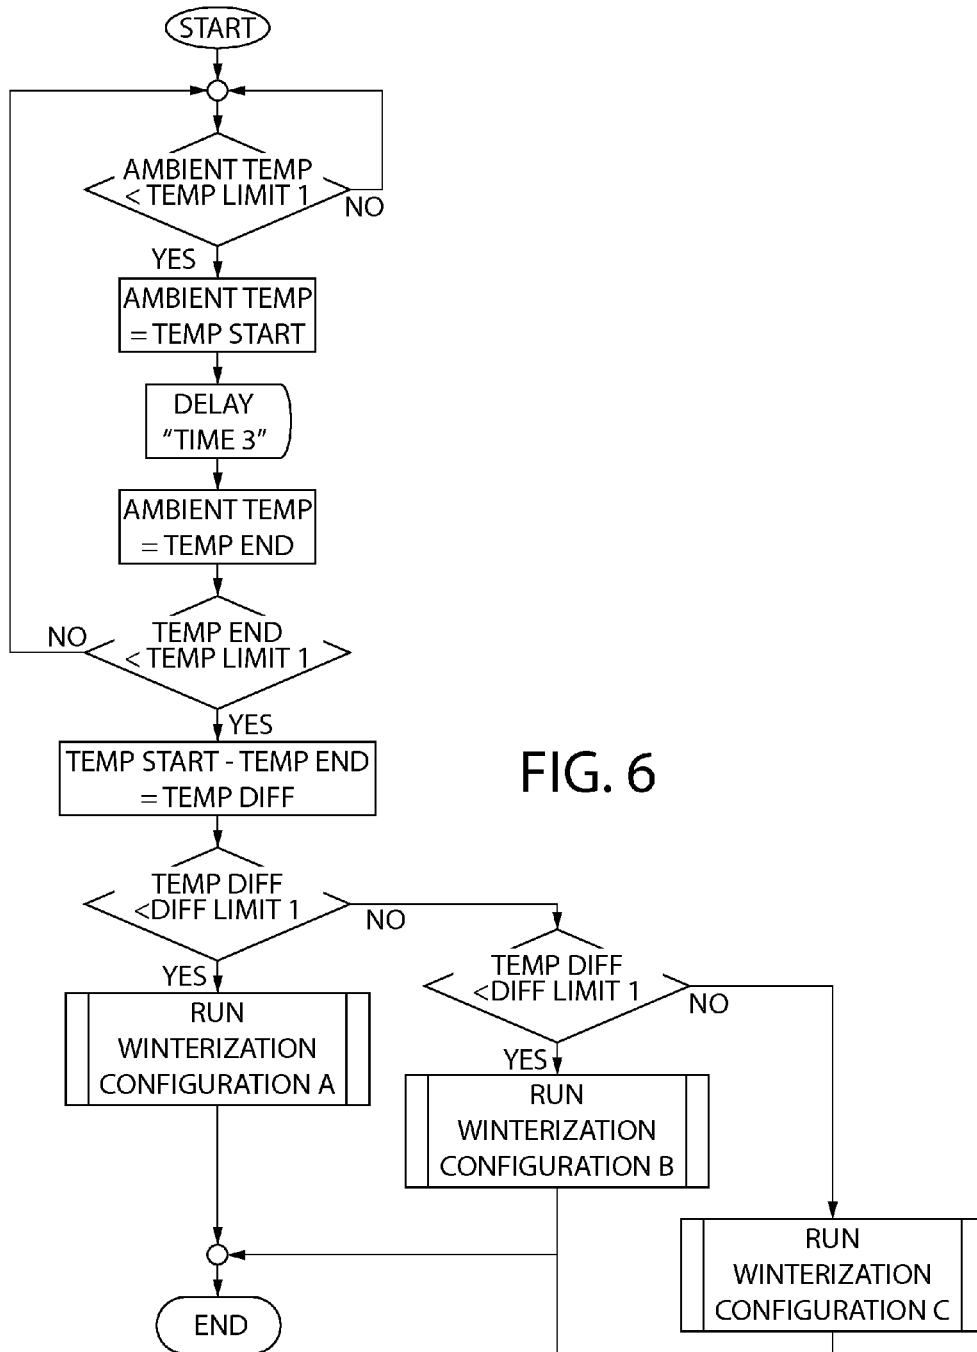 START
AMBIENT TEMP
< TEMP LIMIT 1
NO
YES
AMBIENT TEMP
= TEMP START
DELAY
“TIME 3”
AMBIENT TEMP
= TEMP END
TEMP END
< TEMP LIMIT 1
NO
YES
TEMP START - TEMP END
= TEMP DIFF
FIG. 6
TEMP DIFF
<DIFF LIMIT 1
NO
YES
RUN
WINTERIZATION
CONFIGURATION A
TEMP DIFF
<DIFF LIMIT 1
NO
YES
RUN
WINTERIZATION
CONFIGURATION B
RUN
WINTERIZATION
CONFIGURATION C
END